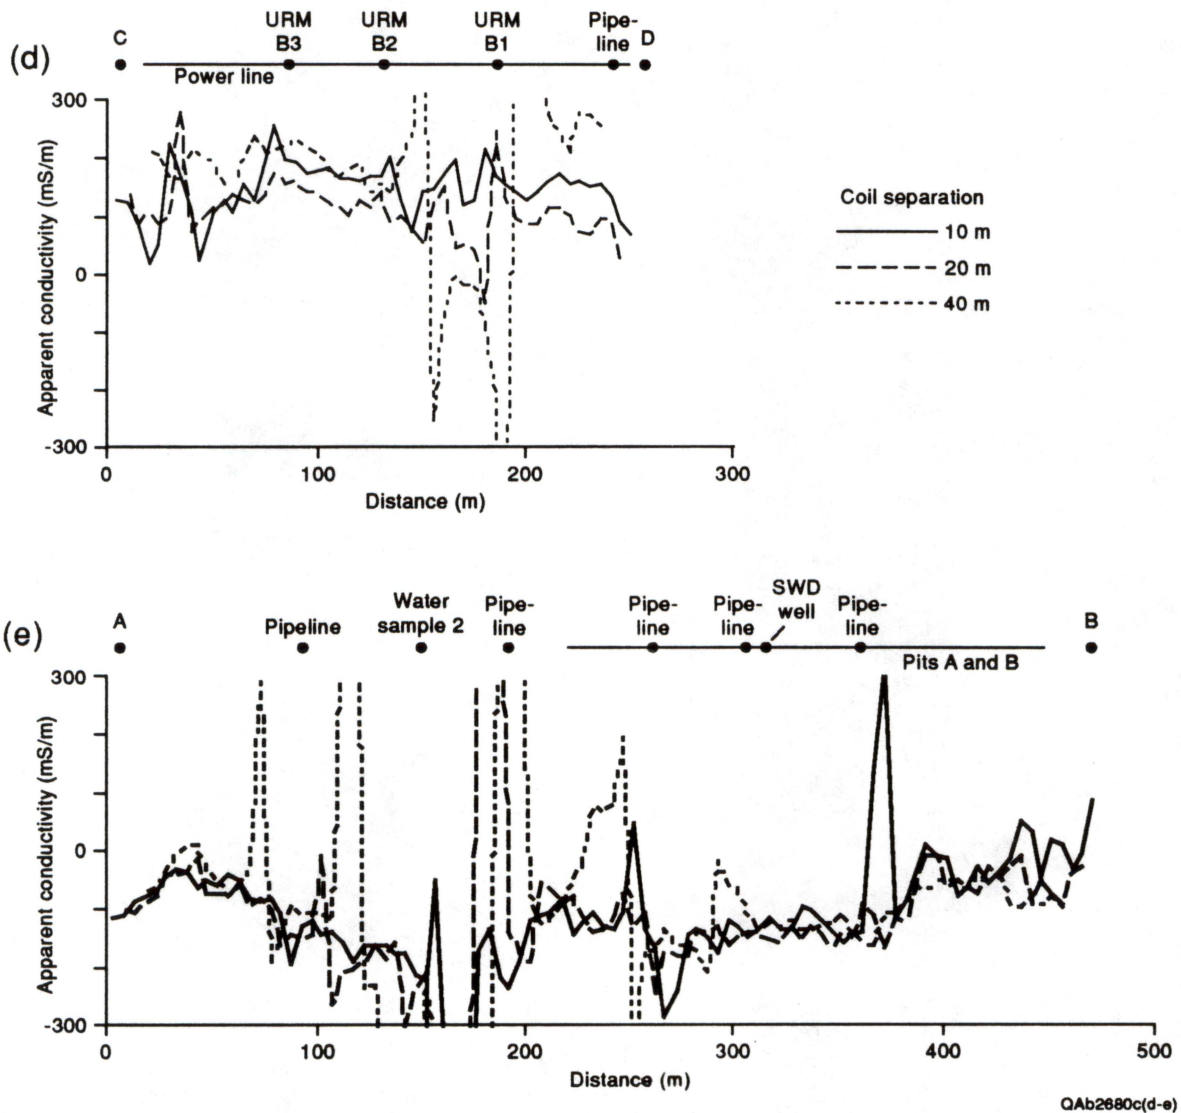 (d)
C
URM
B3
URM
B2
URM
B1
Pipe-
line
D
Power line
300
0
-300
Apparent conductivity (mS/m)
0
100
200
300
Distance (m)
Coil separation
10 m
20 m
40 m
(e)
A
Pipeline
Water
sample 2
Pipe-
line
Pipe-
line
Pipe-
line
SWD
well
Pipe-
line
B
Pits A and B
300
0
-300
Apparent conductivity (mS/m)
0
100
200
300
400
500
Distance (m)
QAb2680c(d-e)